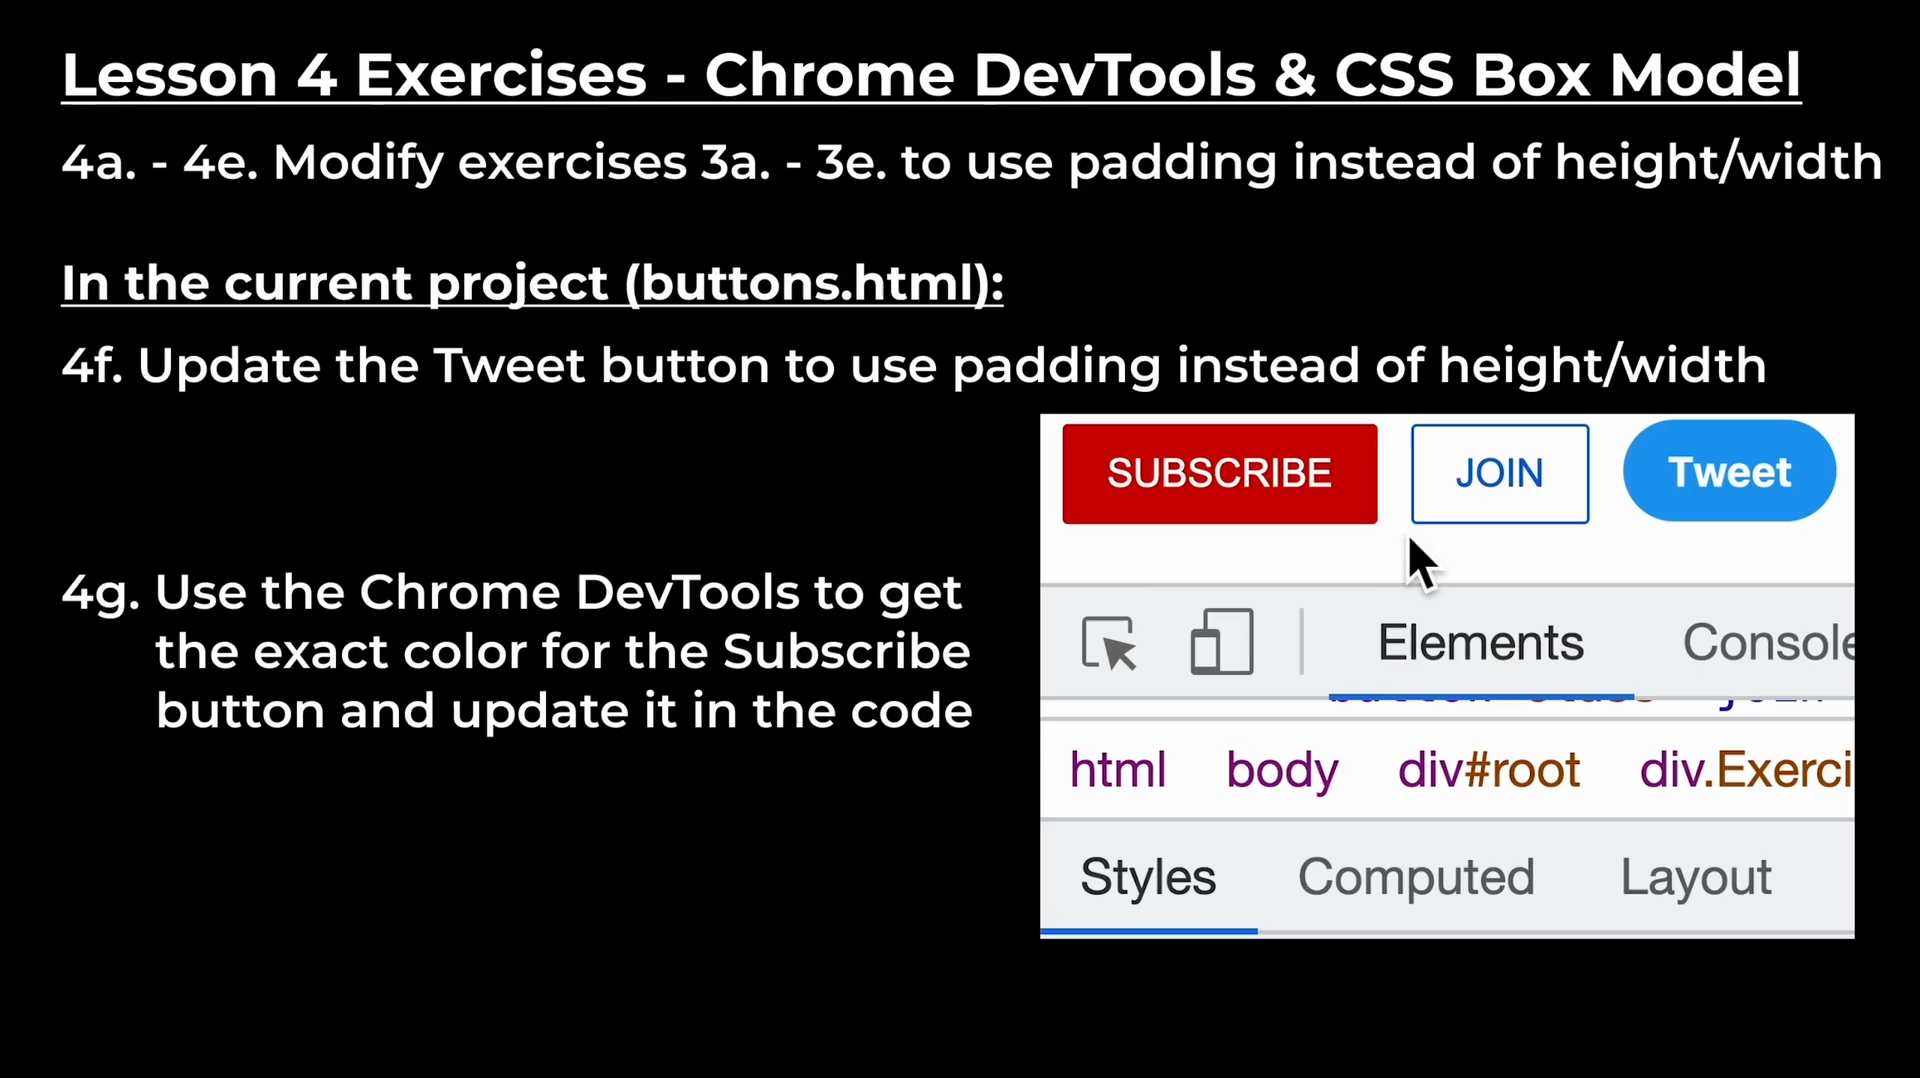 Lesson 4 Exercises - Chrome DevTools & CSS Box Model
4a. - 4e. Modify exercises 3a. - 3e. to use padding instead of height/width
In the current project (buttons.html):
4f. Update the Tweet button to use padding instead of height/width
4g. Use the Chrome DevTools to get
the exact color for the Subscribe
button and update it in the code
SUBSCRIBE JOIN Tweet
Elements Console
html body div#root div.Exerci
Styles Computed Layout